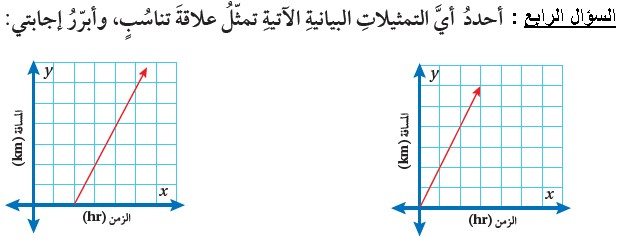 السؤال الرابع : أحددُ أيَّ التمثيلاتِ البيانيةِ الآتيةِ تمثّلُ علاقةَ تناسُبٍ، وأبرّرُ إجابتي:
y
المسافة (km)
x
الزمن (hr)
y
المسافة (km)
x
الزمن (hr)